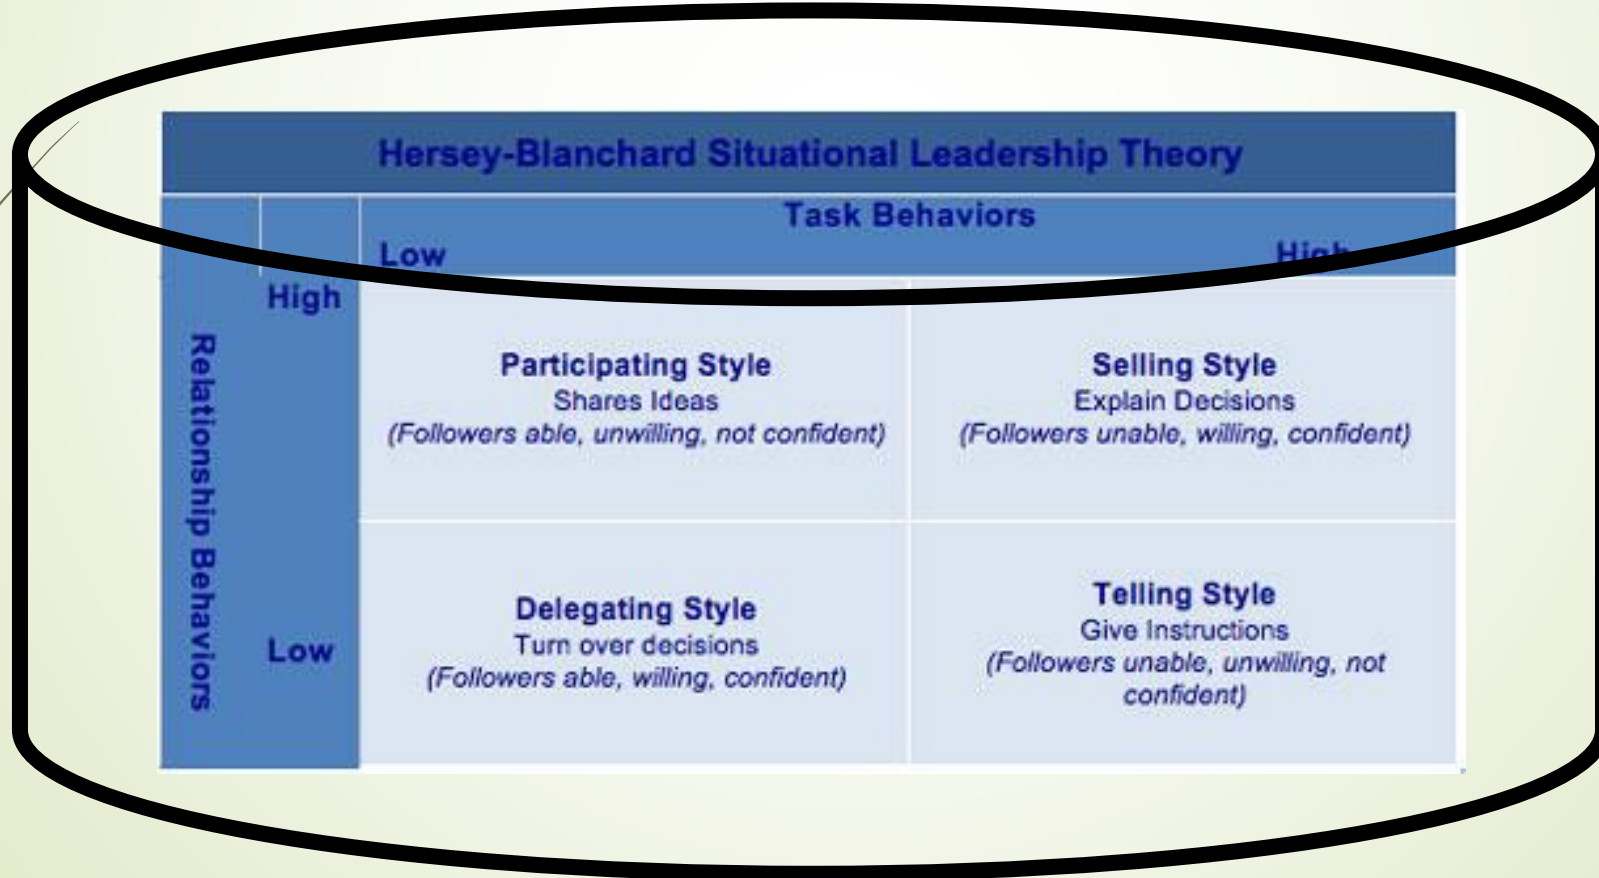 Hersey-Blanchard Situational Leadership Theory
Task Behaviors
Low High
High
Relationship Behaviors
Participating Style
Shares Ideas
(Followers able, unwilling, not confident)
Selling Style
Explain Decisions
(Followers unable, willing, confident)
Low
Delegating Style
Turn over decisions
(Followers able, willing, confident)
Telling Style
Give Instructions
(Followers unable, unwilling, not
confident)